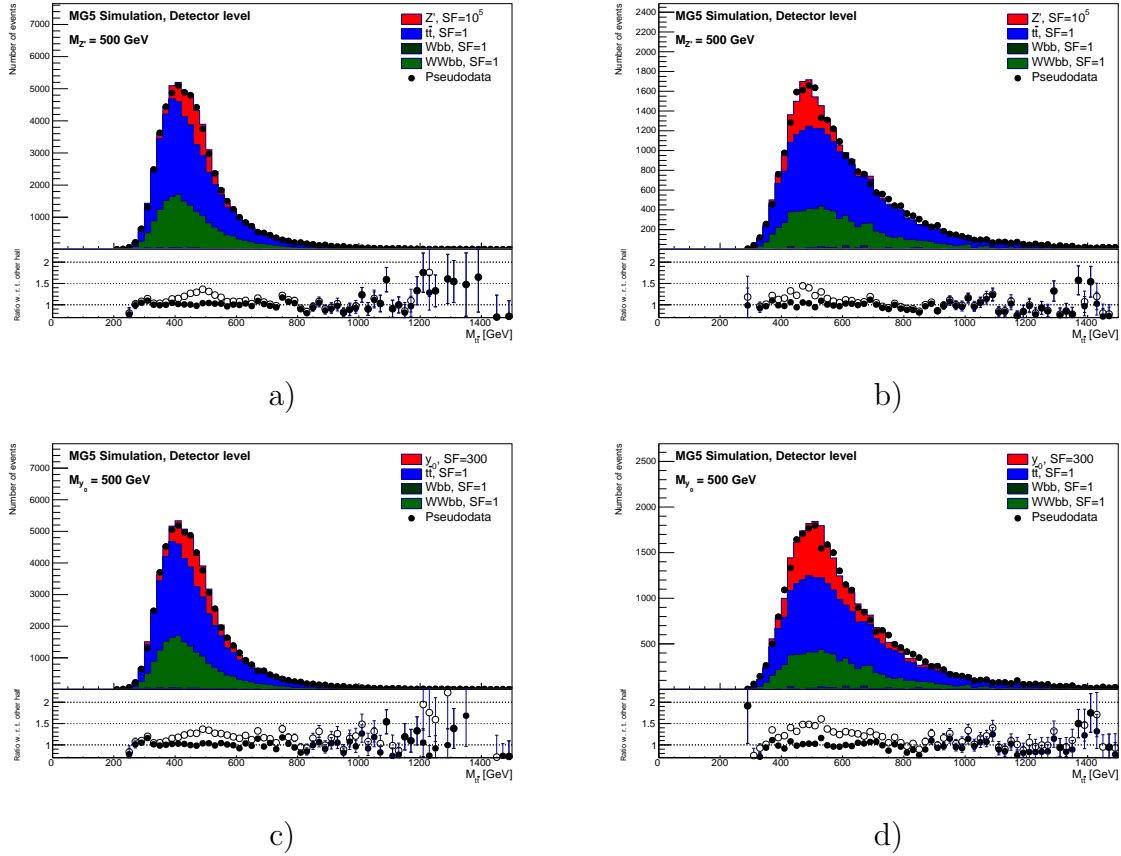 MG5 Simulation, Detector level
M_Z' = 500 GeV
Z', SF=10^5
tt̄, SF=1
Wbb, SF=1
WWbb, SF=1
Pseudodata
Number of events
7000
6000
5000
4000
3000
2000
1000
Ratio w. r. t. other half
2
1.5
1
0 200 400 600 800 1000 1200 1400
M_tt̄ [GeV]
a)
MG5 Simulation, Detector level
M_Z' = 500 GeV
Z', SF=10^5
tt̄, SF=1
Wbb, SF=1
WWbb, SF=1
Pseudodata
Number of events
2400
2200
2000
1800
1600
1400
1200
1000
800
600
400
200
Ratio w. r. t. other half
2
1.5
1
0 200 400 600 800 1000 1200 1400
M_tt̄ [GeV]
b)
MG5 Simulation, Detector level
M_y_0 = 500 GeV
y_0, SF=300
tt̄, SF=1
Wbb, SF=1
WWbb, SF=1
Pseudodata
Number of events
7000
6000
5000
4000
3000
2000
1000
Ratio w. r. t. other half
2
1.5
1
0 200 400 600 800 1000 1200 1400
M_tt̄ [GeV]
c)
MG5 Simulation, Detector level
M_y_0 = 500 GeV
y_0, SF=300
tt̄, SF=1
Wbb, SF=1
WWbb, SF=1
Pseudodata
Number of events
2500
2000
1500
1000
500
Ratio w. r. t. other half
2
1.5
1
0 200 400 600 800 1000 1200 1400
M_tt̄ [GeV]
d)